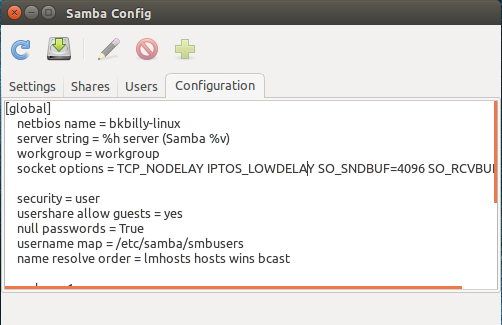 Samba Config
Settings Shares Users Configuration
[global]
netbios name = bkbilly-linux
server string = %h server (Samba %v)
workgroup = workgroup
socket options = TCP_NODELAY IPTOS_LOWDELAY SO_SNDBUF=4096 SO_RCVBU
security = user
usershare allow guests = yes
null passwords = True
username map = /etc/samba/smbusers
name resolve order = lmhosts hosts wins bcast